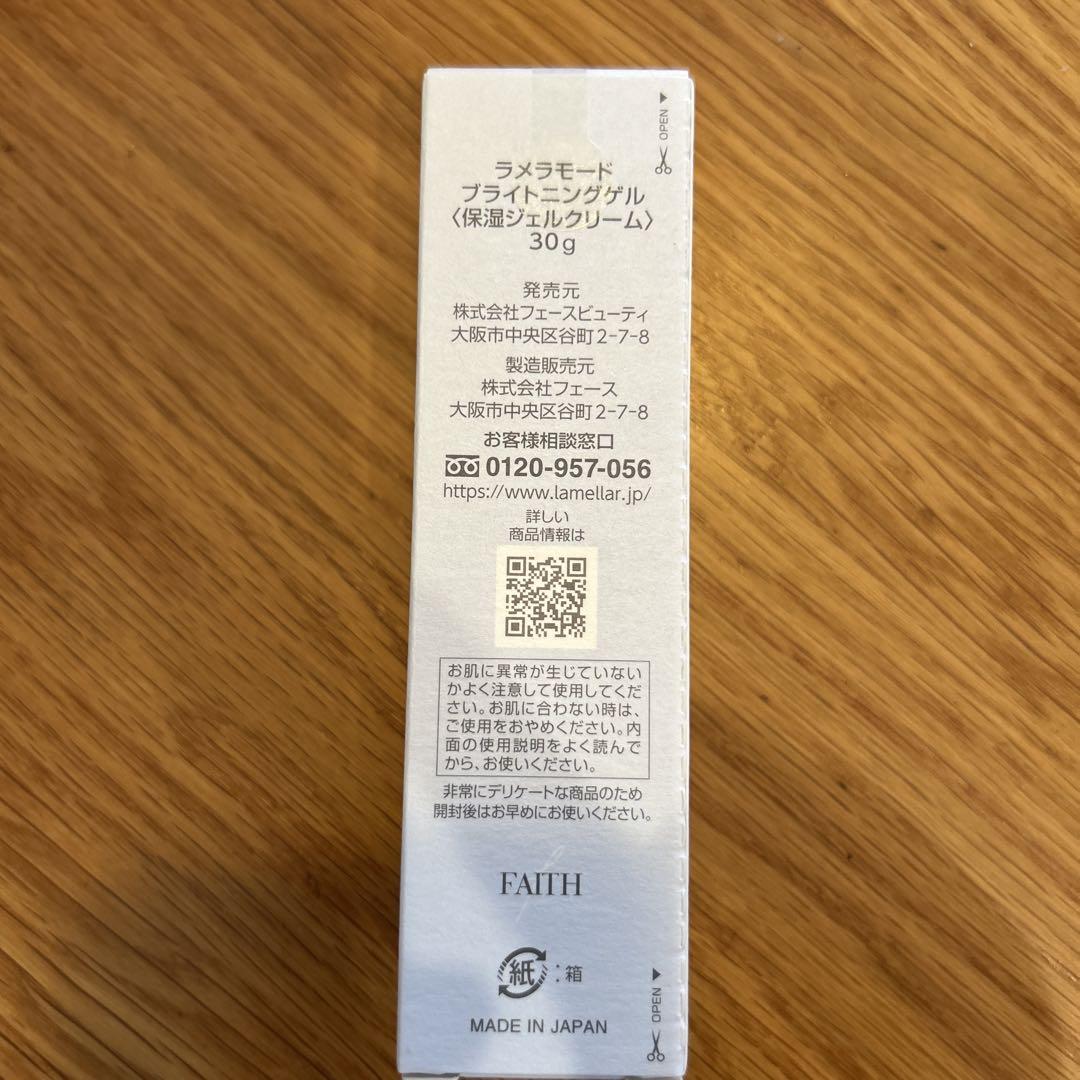 OPEN
ラメラモード
ブライトニングゲル
〈保湿ジェルクリーム〉
30g
発売元
株式会社フェースビューティ
大阪市中央区谷町2-7-8
製造販売元
株式会社フェース
大阪市中央区谷町2-7-8
お客様相談窓口
0120-957-056
https://www.lamellar.jp/
詳しい
商品情報は
お肌に異常が生じていない
かよく注意して使用してくだ
さい。お肌に合わない時は、
ご使用をおやめください。内
面の使用説明をよく読んで
から、お使いください。
非常にデリケートな商品のため
開封後はお早めにお使いください。
FAITH
紙:箱
OPEN
MADE IN JAPAN